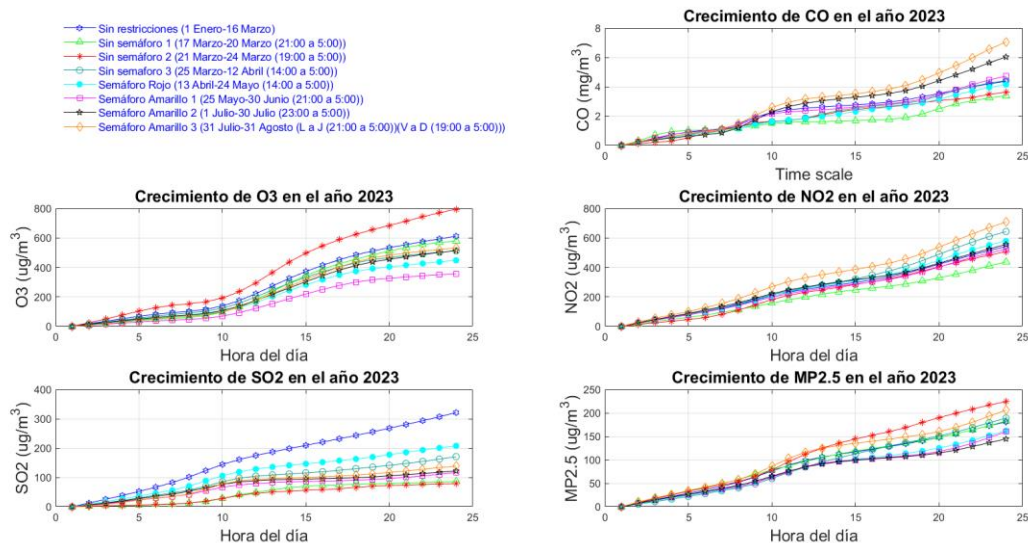 Sin restricciones (1 Enero-16 Marzo)
Sin semáforo 1 (17 Marzo-20 Marzo (21:00 a 5:00))
Sin semáforo 2 (21 Marzo-24 Marzo (19:00 a 5:00))
Sin semaforo 3 (25 Marzo-12 Abril (14:00 a 5:00))
Semáforo Rojo (13 Abril-24 Mayo (14:00 a 5:00))
Semáforo Amarillo 1 (25 Mayo-30 Junio (21:00 a 5:00))
Semáforo Amarillo 2 (1 Julio-30 Julio (23:00 a 5:00))
Semáforo Amarillo 3 (31 Julio-31 Agosto (L a J (21:00 a 5:00))(V a D (19:00 a 5:00)))
Crecimiento de CO en el año 2023
CO (mg/m³)
8
6
4
2
0
0 5 10 15 20 25
Time scale
Crecimiento de O3 en el año 2023
O3 (ug/m³)
800
600
400
200
0
0 5 10 15 20 25
Hora del día
Crecimiento de NO2 en el año 2023
NO2 (ug/m³)
800
600
400
200
0
0 5 10 15 20 25
Hora del día
Crecimiento de SO2 en el año 2023
SO2 (ug/m³)
400
300
200
100
0
0 5 10 15 20 25
Hora del día
Crecimiento de MP2.5 en el año 2023
MP2.5 (ug/m³)
250
200
150
100
50
0
0 5 10 15 20 25
Hora del día